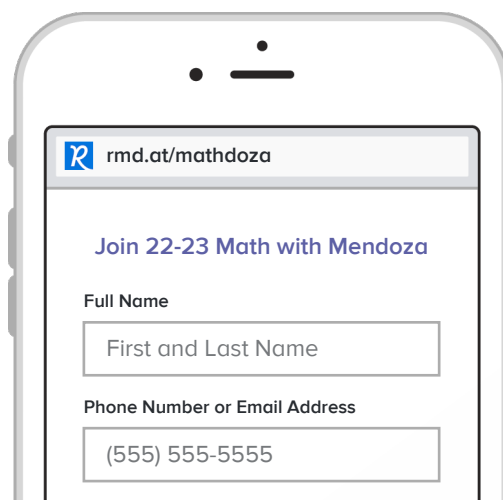 rmd.at/mathdoza
Join 22-23 Math with Mendoza
Full Name
First and Last Name
Phone Number or Email Address
(555) 555-5555